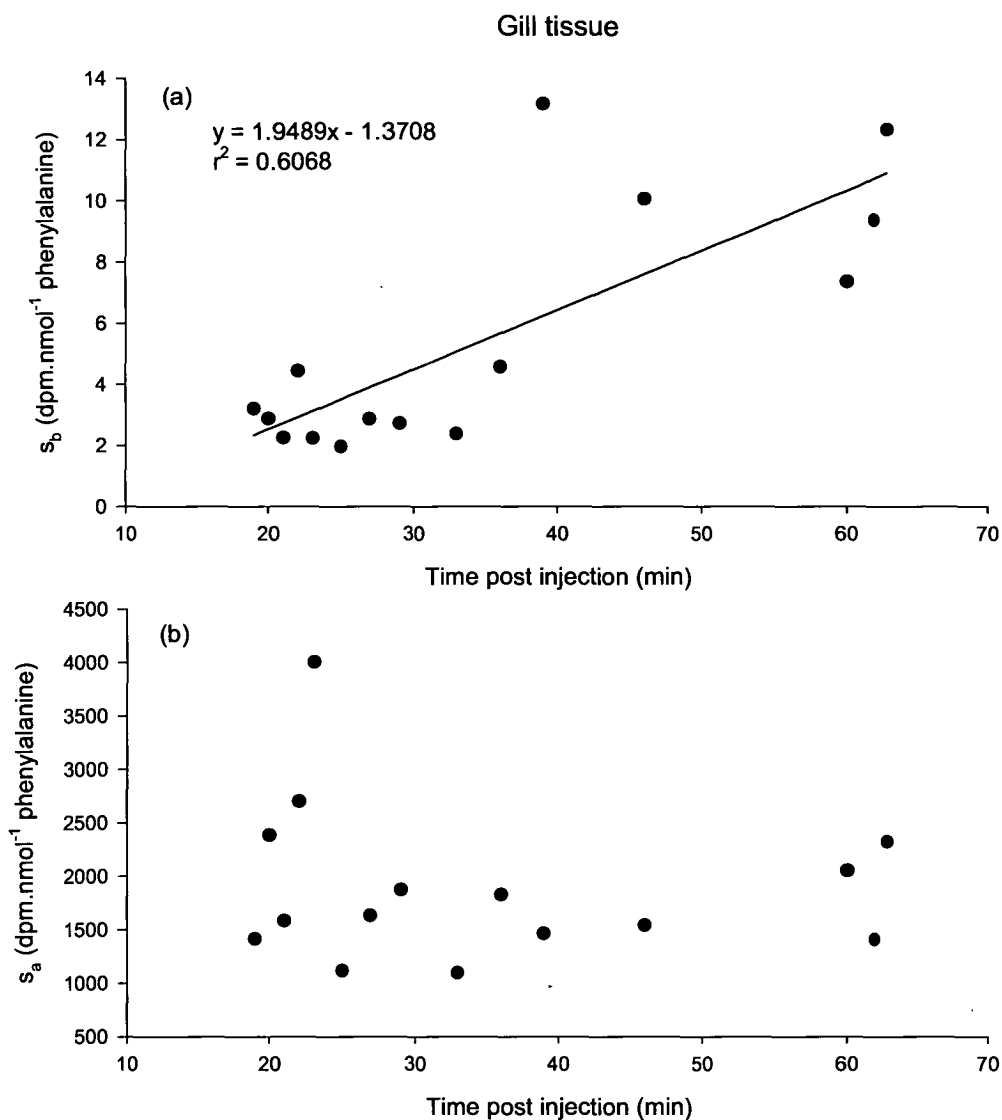 Gill tissue
(a)
y = 1.9489x - 1.3708
r² = 0.6068
14
12
10
8
6
4
2
0
s_b (dpm.nmol⁻¹ phenylalanine)
10 20 30 40 50 60 70
Time post injection (min)
(b)
4500
4000
3500
3000
2500
2000
1500
1000
500
s_a (dpm.nmol⁻¹ phenylalanine)
10 20 30 40 50 60 70
Time post injection (min)